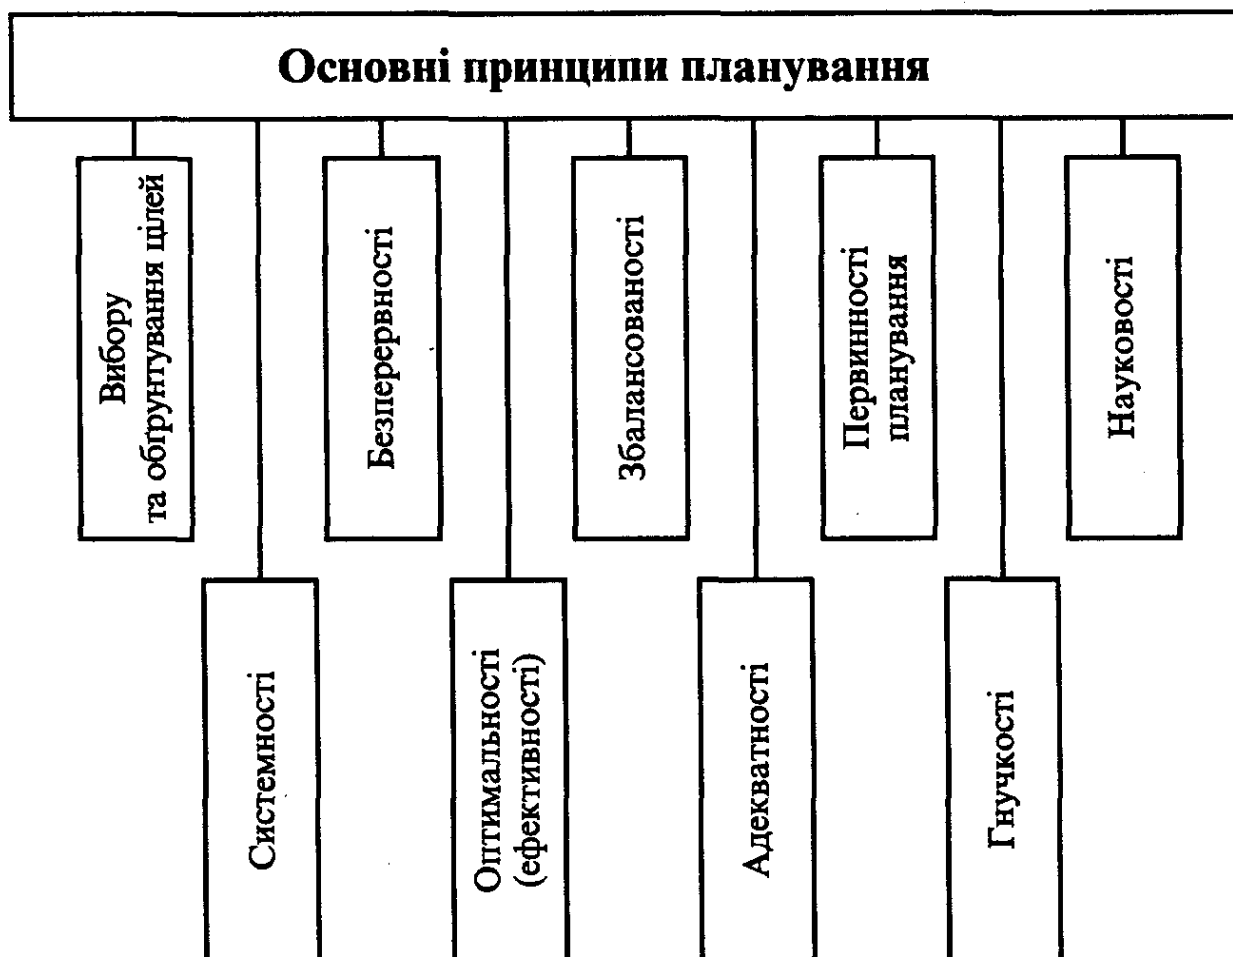 Основні принципи планування
Вибору
та обґрунтування цілей
Системності
Безперервності
Оптимальності
(ефективності)
Збалансованості
Адекватності
Первинності
планування
Гнучкості
Науковості